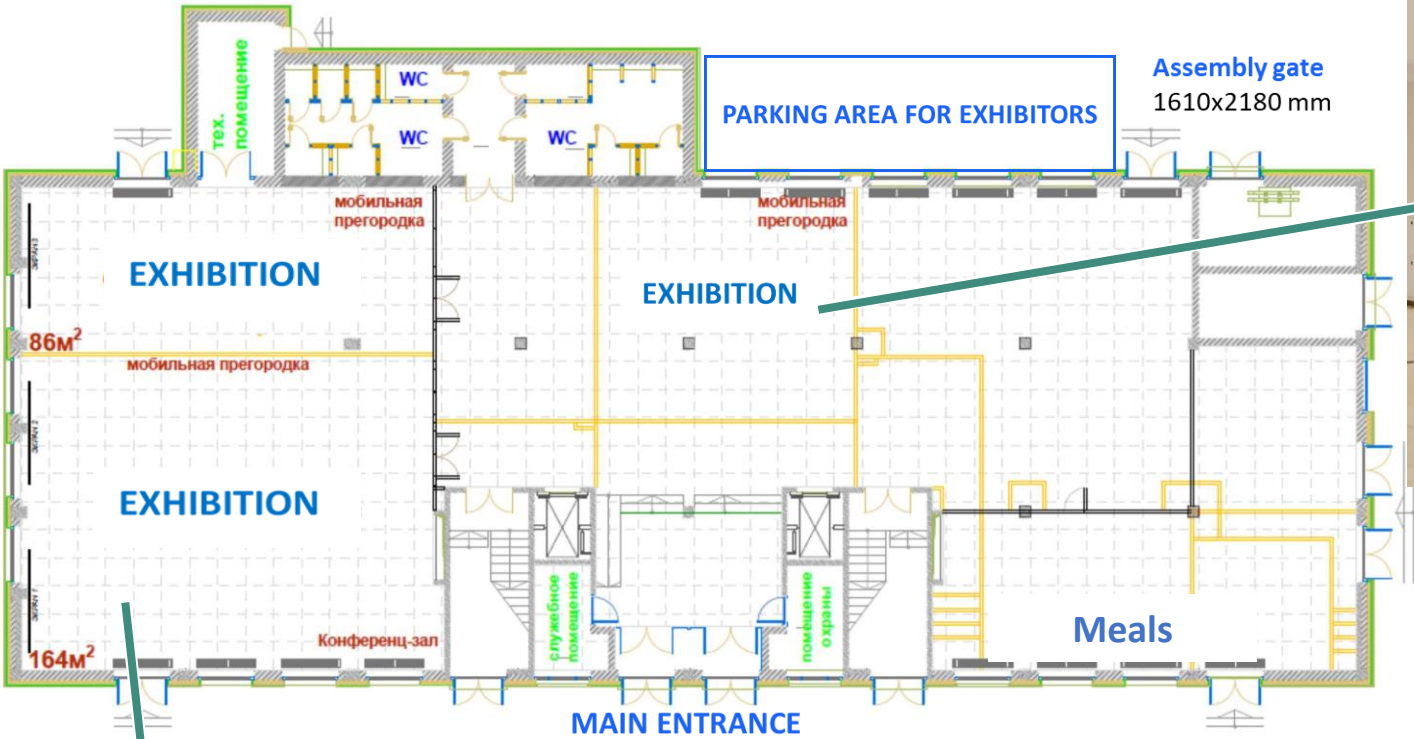 тех.
помещение
WC
WC
WC
PARKING AREA FOR EXHIBITORS
Assembly gate
1610x2180 mm
мобильная
прегородка
мобильная
прегородка
EXHIBITION
EXHIBITION
86м²
мобильная прегородка
EXHIBITION
164м²
Конференц-зал
служебное
помещение
помещение
охраны
Meals
MAIN ENTRANCE